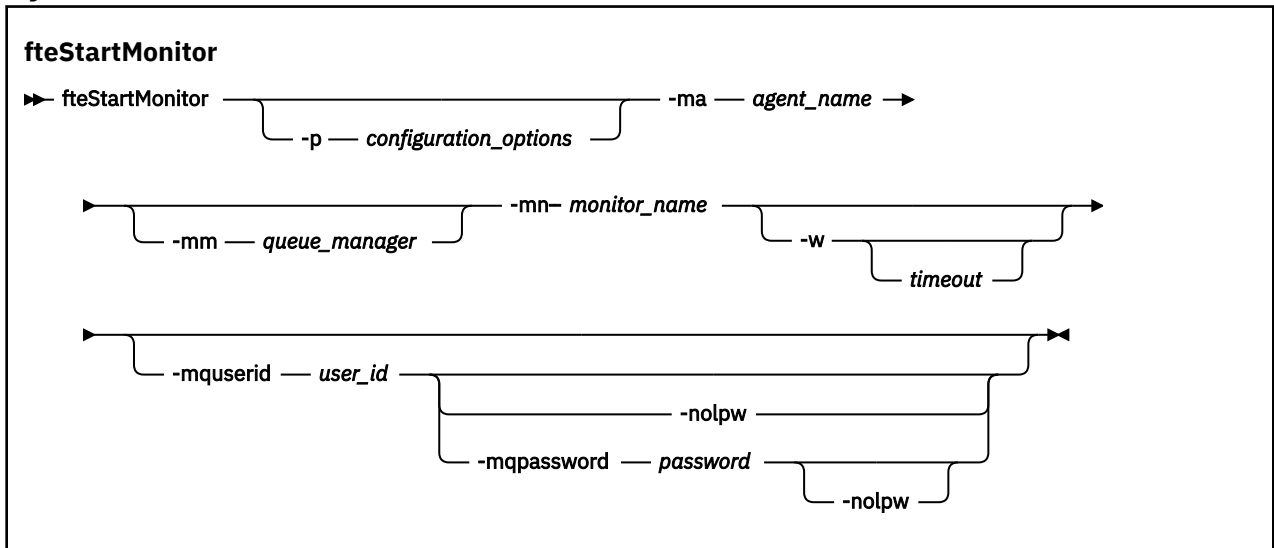 fteStartMonitor
fteStartMonitor -ma agent_name
-p configuration_options
-mn monitor_name
-mm queue_manager -w
timeout
-mquserid user_id
-nolpw
-mqpassword password
-nolpw